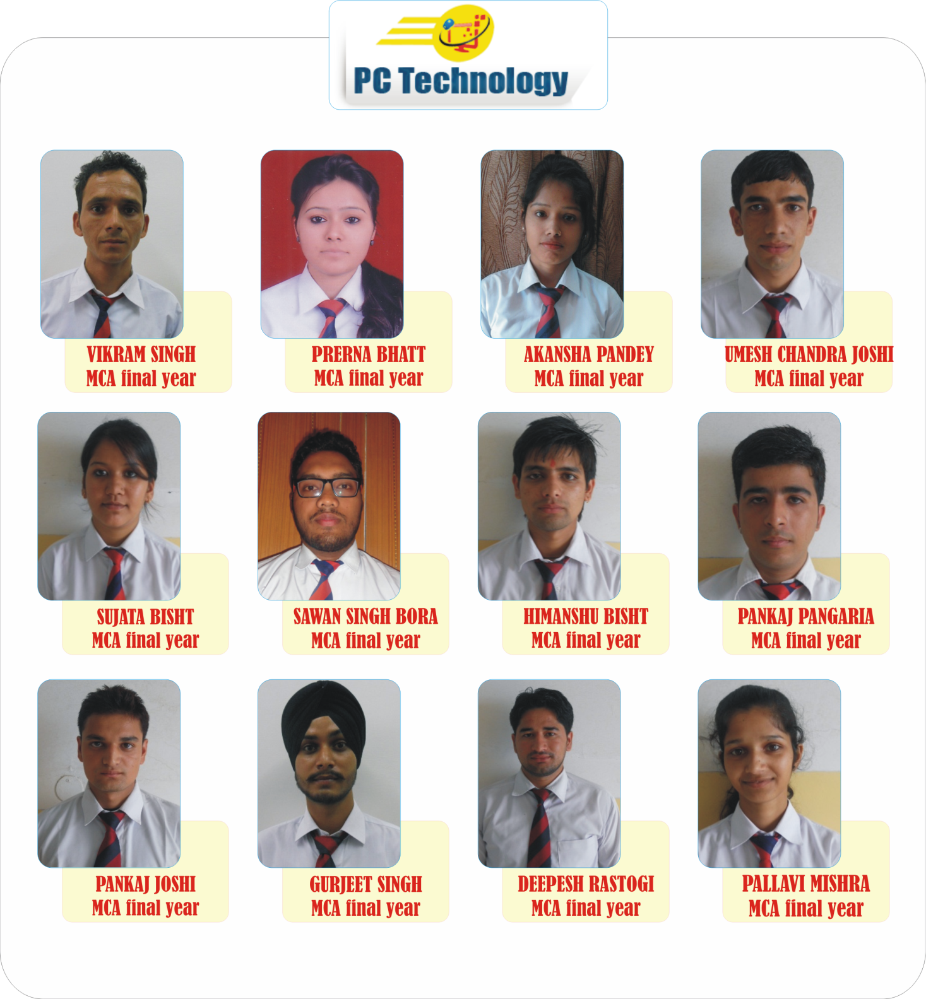 PC Technology
VIKRAM SINGH
MCA final year
PRERNA BHATT
MCA final year
AKANSHA PANDEY
MCA final year
UMESH CHANDRA JOSHI
MCA final year
SUJATA BISHT
MCA final year
SAWAN SINGH BORA
MCA final year
HIMANSHU BISHT
MCA final year
PANKAJ PANGARIA
MCA final year
PANKAJ JOSHI
MCA final year
GURJEET SINGH
MCA final year
DEEPESH RASTOGI
MCA final year
PALLAVI MISHRA
MCA final year